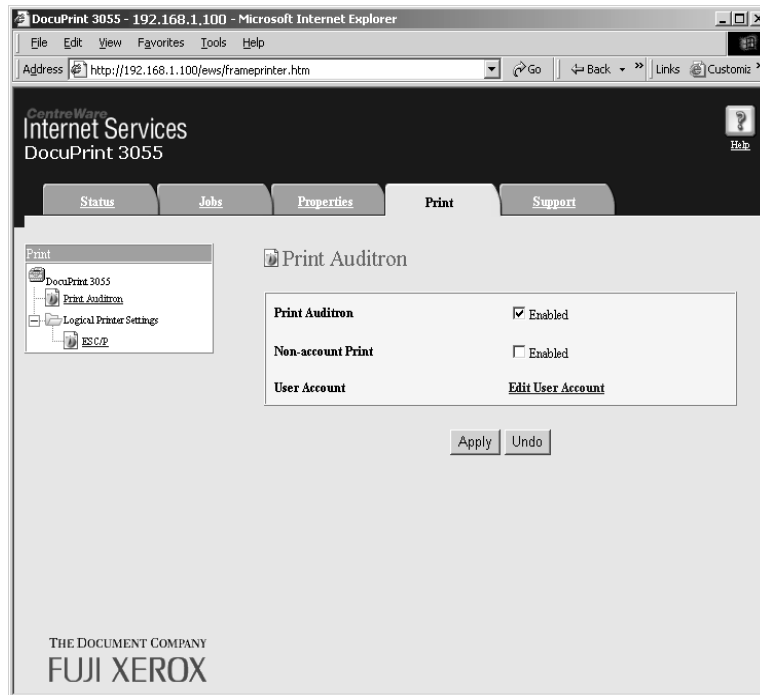 DocuPrint 3055 - 192.168.1.100 - Microsoft Internet Explorer
File Edit View Favorites Tools Help
Address http://192.168.1.100/ews/frameprinter.htm Go Back » Links Customiz »
CentreWare
Internet Services
DocuPrint 3055
? Help
Status Jobs Properties Print Support
Print
DocuPrint 3055
Print Auditron
Logical Printer Settings
ESC/P
Print Auditron
Print Auditron Enabled
Non-account Print Enabled
User Account Edit User Account
Apply Undo
THE DOCUMENT COMPANY
FUJI XEROX